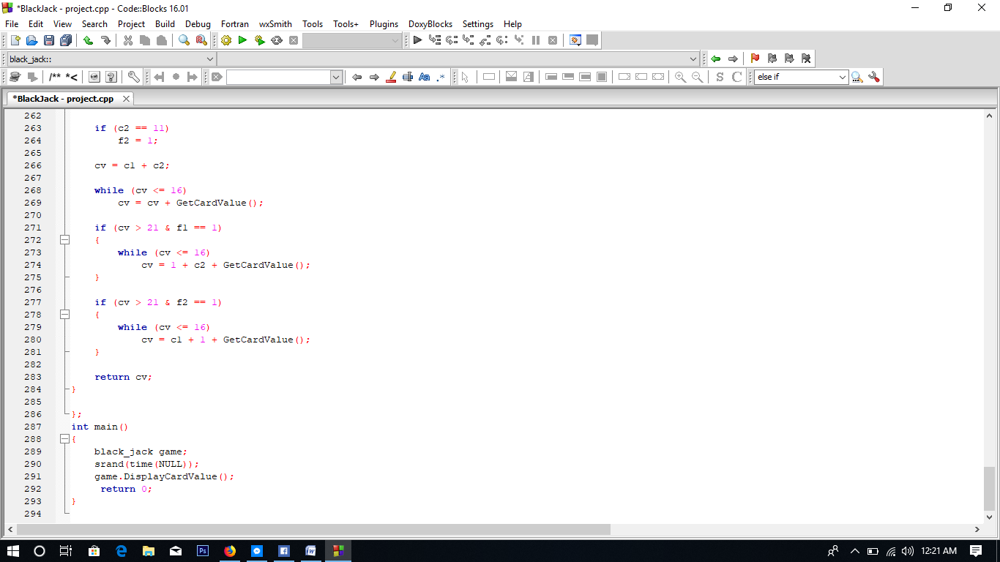 *BlackJack - project.cpp - Code::Blocks 16.01
File Edit View Search Project Build Debug Fortran wxSmith Tools Tools+ Plugins DoxyBlocks Settings Help
black_jack::
/** *<
Aa .*
S C else if
*BlackJack - project.cpp
262
263 if (c2 == 11)
264 f2 = 1;
265
266 cv = c1 + c2;
267
268 while (cv <= 16)
269 cv = cv + GetCardValue();
270
271 if (cv > 21 & f1 == 1)
272 {
273 while (cv <= 16)
274 cv = 1 + c2 + GetCardValue();
275 }
276
277 if (cv > 21 & f2 == 1)
278 {
279 while (cv <= 16)
280 cv = c1 + 1 + GetCardValue();
281 }
282
283 return cv;
284 }
285
286 };
287 int main()
288 {
289 black_jack game;
290 srand(time(NULL));
291 game.DisplayCardValue();
292 return 0;
293 }
294
Ps
12:21 AM